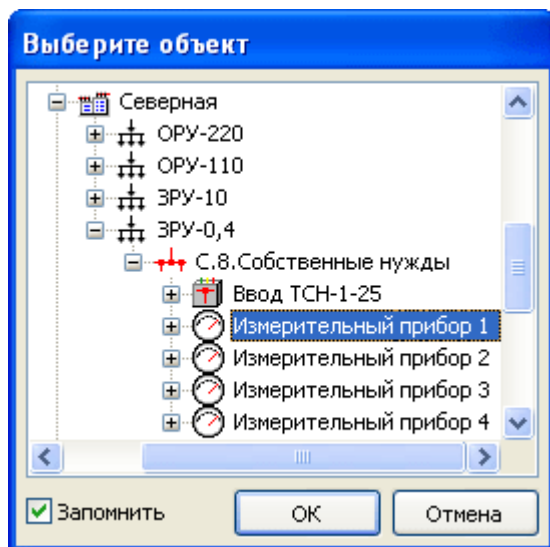 Выберите объект
Северная
ОРУ-220
ОРУ-110
ЗРУ-10
ЗРУ-0,4
С.8.Собственные нужды
Ввод ТСН-1-25
Измерительный прибор 1
Измерительный прибор 2
Измерительный прибор 3
Измерительный прибор 4
Запомнить
ОК
Отмена